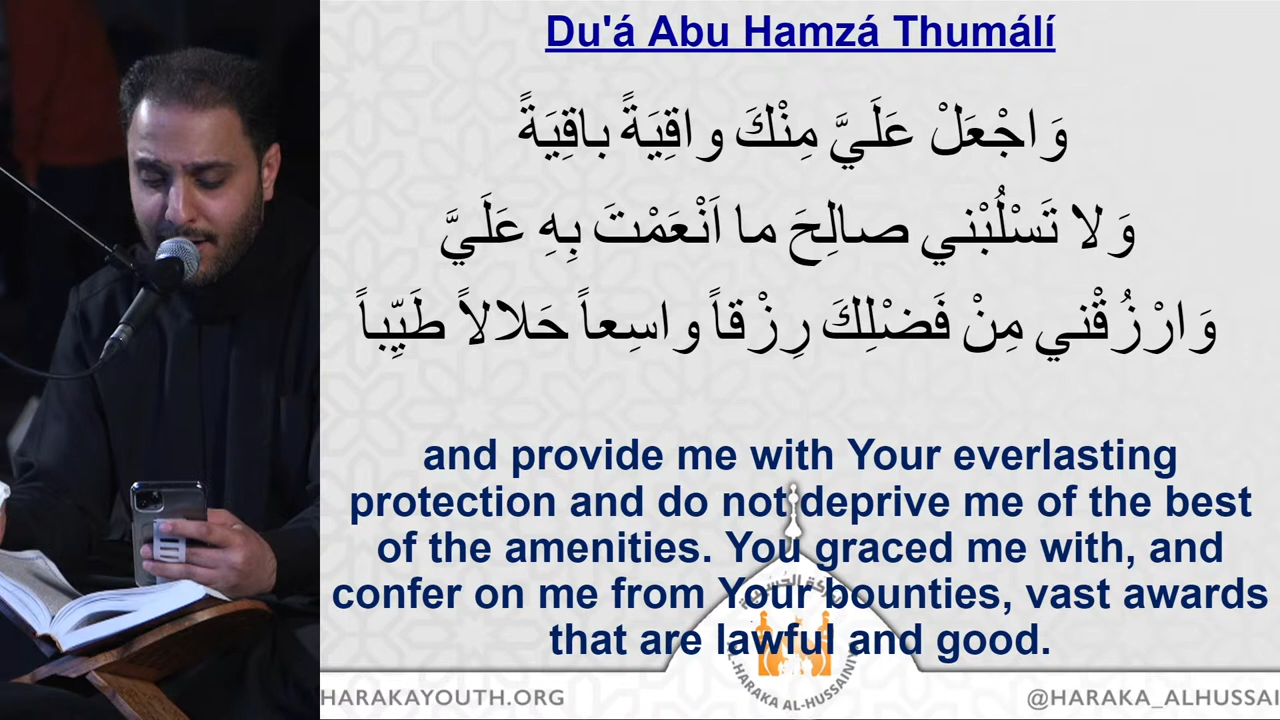 Du'á Abu Hamzá Thumálí
وَ اجْعَلْ عَلَيَّ مِنْكَ واقِيَةً باقِيَةً
وَ لا تَسْلُبْني صالِحَ ما اَنْعَمْتَ بِهِ عَلَيَّ
وَ ارْزُقْني مِنْ فَضْلِكَ رِزْقاً واسِعاً حَلالاً طَيِّباً
and provide me with Your everlasting
protection and do not deprive me of the best
of the amenities. You graced me with, and
confer on me from Your bounties, vast awards
that are lawful and good.
AL-HUSSAINIY
HARAKAYOUTH.ORG
@HARAKA_ALHUSSAI